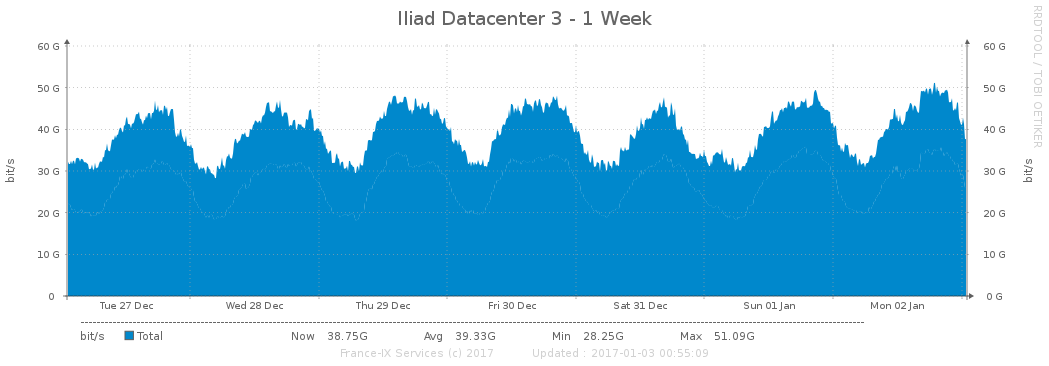 Iliad Datacenter 3 - 1 Week
RRDTOOL / TOBI OETIKER
60 G 60 G
50 G 50 G
40 G 40 G
30 G 30 G
20 G 20 G
10 G 10 G
0 0 G
bit/s bit/s
Tue 27 Dec Wed 28 Dec Thu 29 Dec Fri 30 Dec Sat 31 Dec Sun 01 Jan Mon 02 Jan
bit/s Total Now 38.75G Avg 39.33G Min 28.25G Max 51.09G
France-IX Services (c) 2017 Updated : 2017-01-03 00:55:09